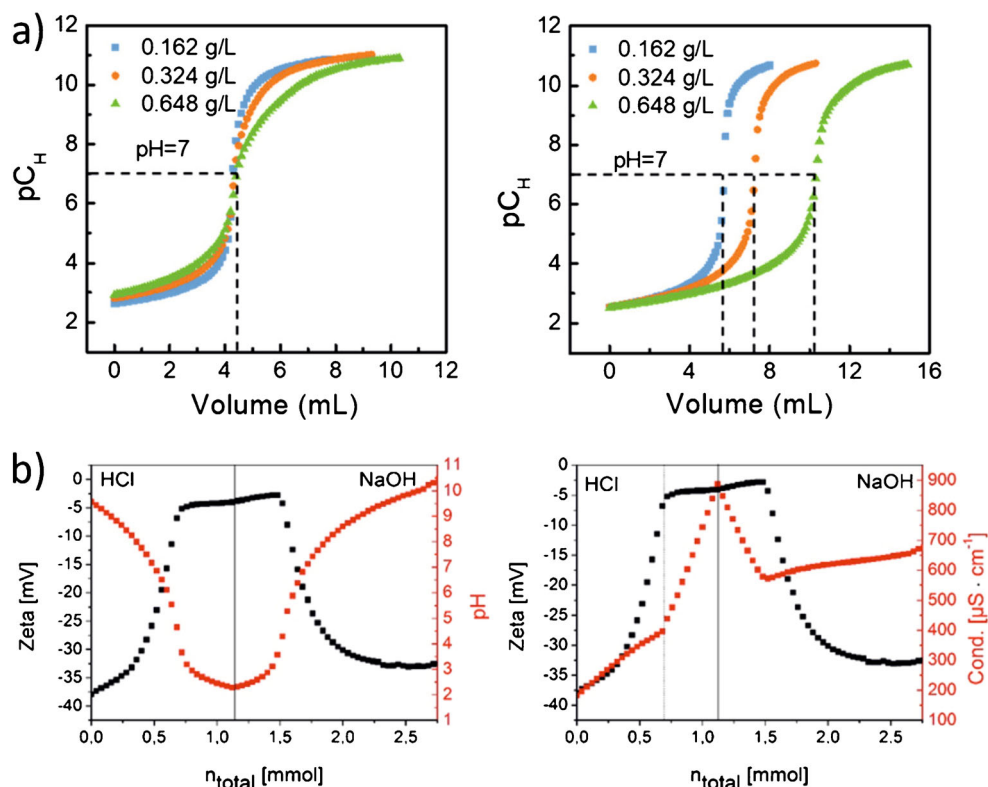 a)
0.162 g/L
0.324 g/L
0.648 g/L
pH=7
pC_H
10
8
6
4
2
0 2 4 6 8 10 12
Volume (mL)
0.162 g/L
0.324 g/L
0.648 g/L
pH=7
pC_H
10
8
6
4
2
0 4 8 12 16
Volume (mL)
b)
HCl
NaOH
Zeta [mV]
0
-5
-10
-15
-20
-25
-30
-35
-40
11
10
9
8
7
6
5
4
3
2
1
pH
0,0 0,5 1,0 1,5 2,0 2,5
n_total [mmol]
HCl
NaOH
Zeta [mV]
0
-5
-10
-15
-20
-25
-30
-35
-40
900
800
700
600
500
400
300
200
100
Cond. [µS · cm⁻¹]
0,0 0,5 1,0 1,5 2,0 2,5
n_total [mmol]